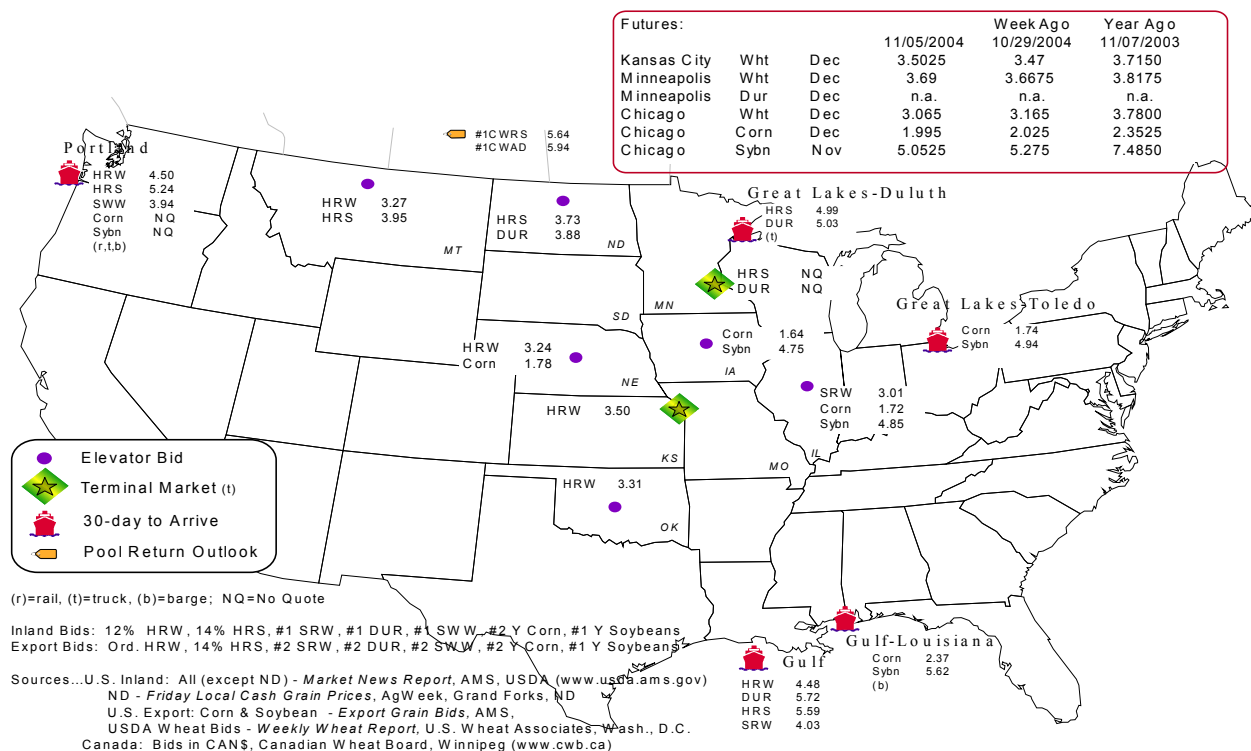 Futures: Week Ago Year Ago
11/05/2004 10/29/2004 11/07/2003
Kansas City Wht Dec 3.5025 3.47 3.7150
Minneapolis Wht Dec 3.69 3.6675 3.8175
Minneapolis Dur Dec n.a. n.a. n.a.
Chicago Wht Dec 3.065 3.165 3.7800
Chicago Corn Dec 1.995 2.025 2.3525
Chicago Sybn Nov 5.0525 5.275 7.4850
#1CWRS 5.64
#1CWAD 5.94
Portland
HRW 4.50
HRS 5.24
SWW 3.94
Corn NQ
Sybn NQ
(r,t,b)
HRW 3.27
HRS 3.95
MT
HRS 3.73
DUR 3.88
ND
Great Lakes-Duluth
HRS 4.99
DUR 5.03
(t)
HRS NQ
DUR NQ
MN
SD
Great Lakes-Toledo
Corn 1.74
Sybn 4.94
HRW 3.24
Corn 1.78
NE
Corn 1.64
Sybn 4.75
IA
SRW 3.01
Corn 1.72
Sybn 4.85
IL
HRW 3.50
KS
MO
HRW 3.31
OK
Elevator Bid
Terminal Market (t)
30-day to Arrive
Pool Return Outlook
Gulf-Louisiana
Corn 2.37
Sybn 5.62
(b)
Gulf
HRW 4.48
DUR 5.72
HRS 5.59
SRW 4.03
(r)=rail, (t)=truck, (b)=barge; NQ=No Quote
Inland Bids: 12% HRW, 14% HRS, #1 SRW, #1 DUR, #1 SWW, #2 Y Corn, #1 Y Soybeans
Export Bids: Ord. HRW, 14% HRS, #2 SRW, #2 DUR, #2 SWW, #2 Y Corn, #1 Y Soybeans
Sources...U.S. Inland: All (except ND) - Market News Report, AMS, USDA (www.usda.ams.gov)
ND - Friday Local Cash Grain Prices, AgWeek, Grand Forks, ND
U.S. Export: Corn & Soybean - Export Grain Bids, AMS,
USDA Wheat Bids - Weekly Wheat Report, U.S. Wheat Associates, Wash., D.C.
Canada: Bids in CAN$, Canadian Wheat Board, Winnipeg (www.cwb.ca)